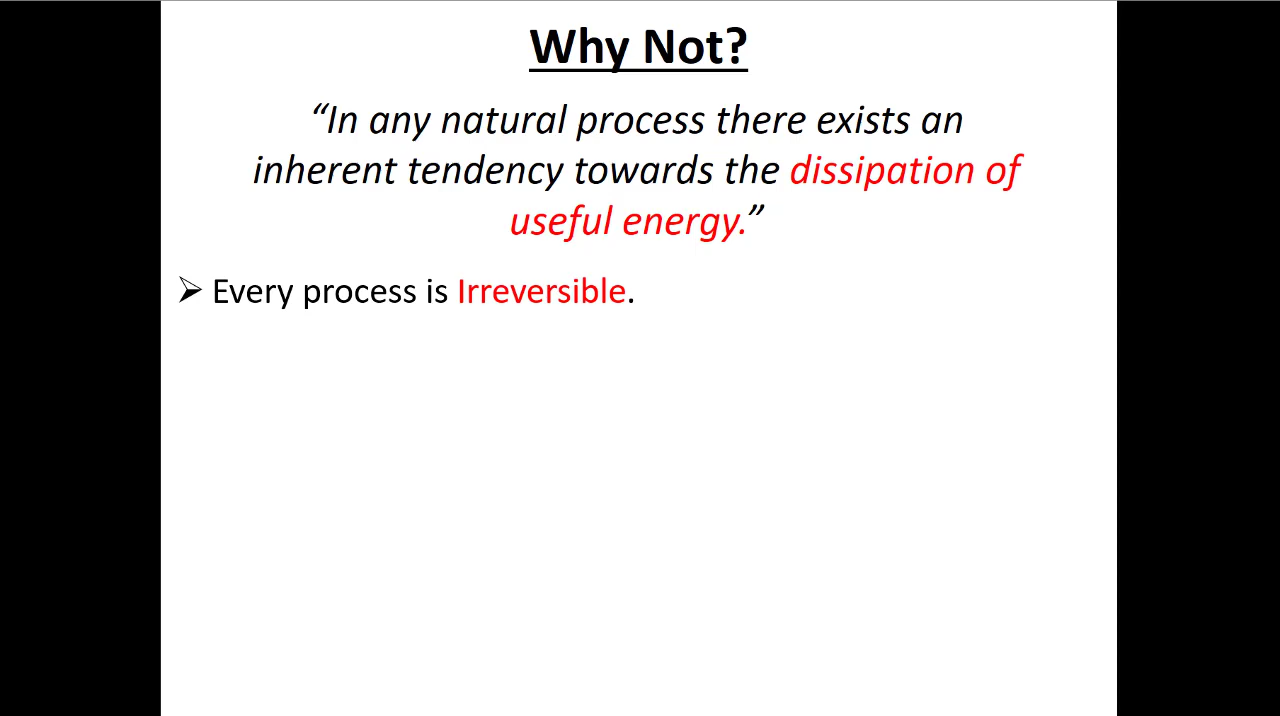 Why Not?
“In any natural process there exists an
inherent tendency towards the dissipation of
useful energy.”
➢ Every process is Irreversible.